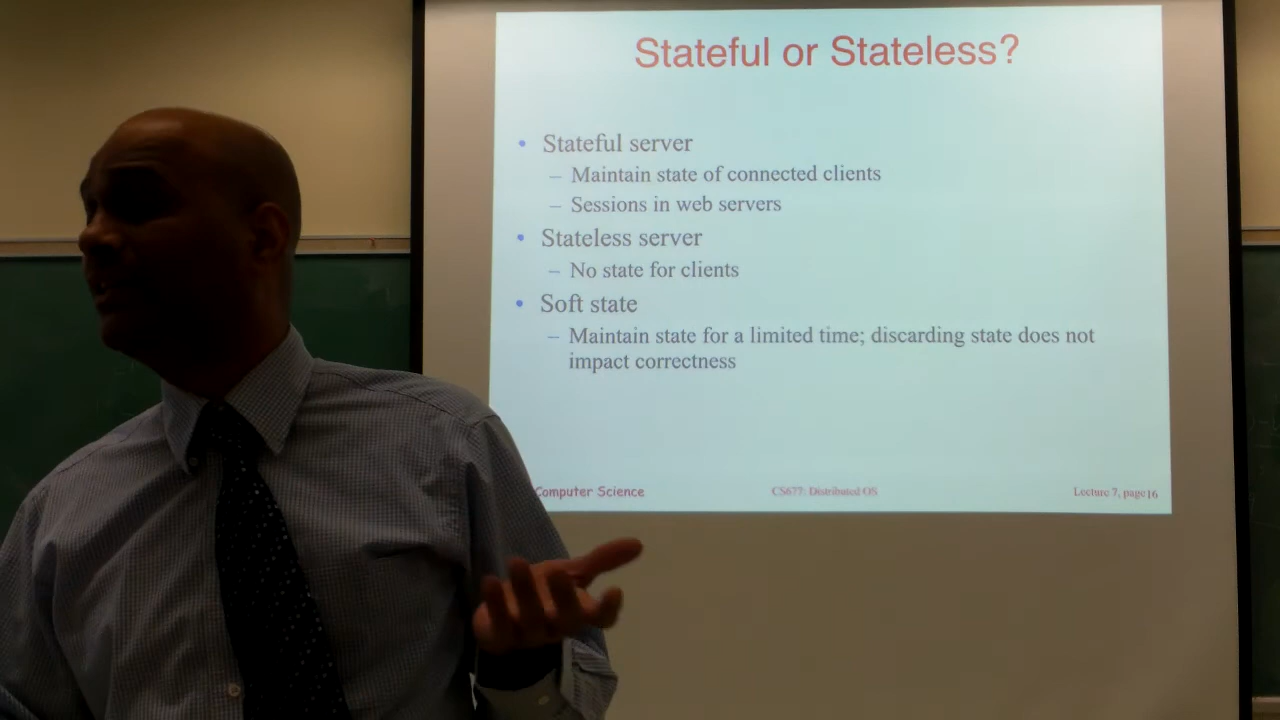 Stateful or Stateless?
• Stateful server
– Maintain state of connected clients
– Sessions in web servers
• Stateless server
– No state for clients
• Soft state
– Maintain state for a limited time; discarding state does not
impact correctness
Computer Science
CS677: Distributed OS
Lecture 7, page 16